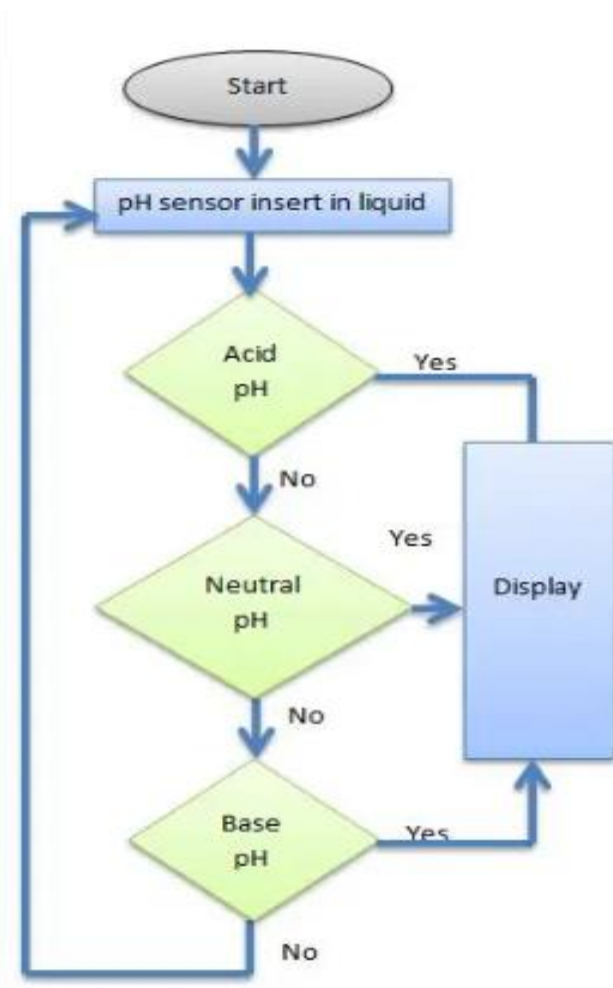 Start
pH sensor insert in liquid
Acid
pH
Yes
No
Yes
Neutral
pH
Display
No
Base
pH
Yes
No